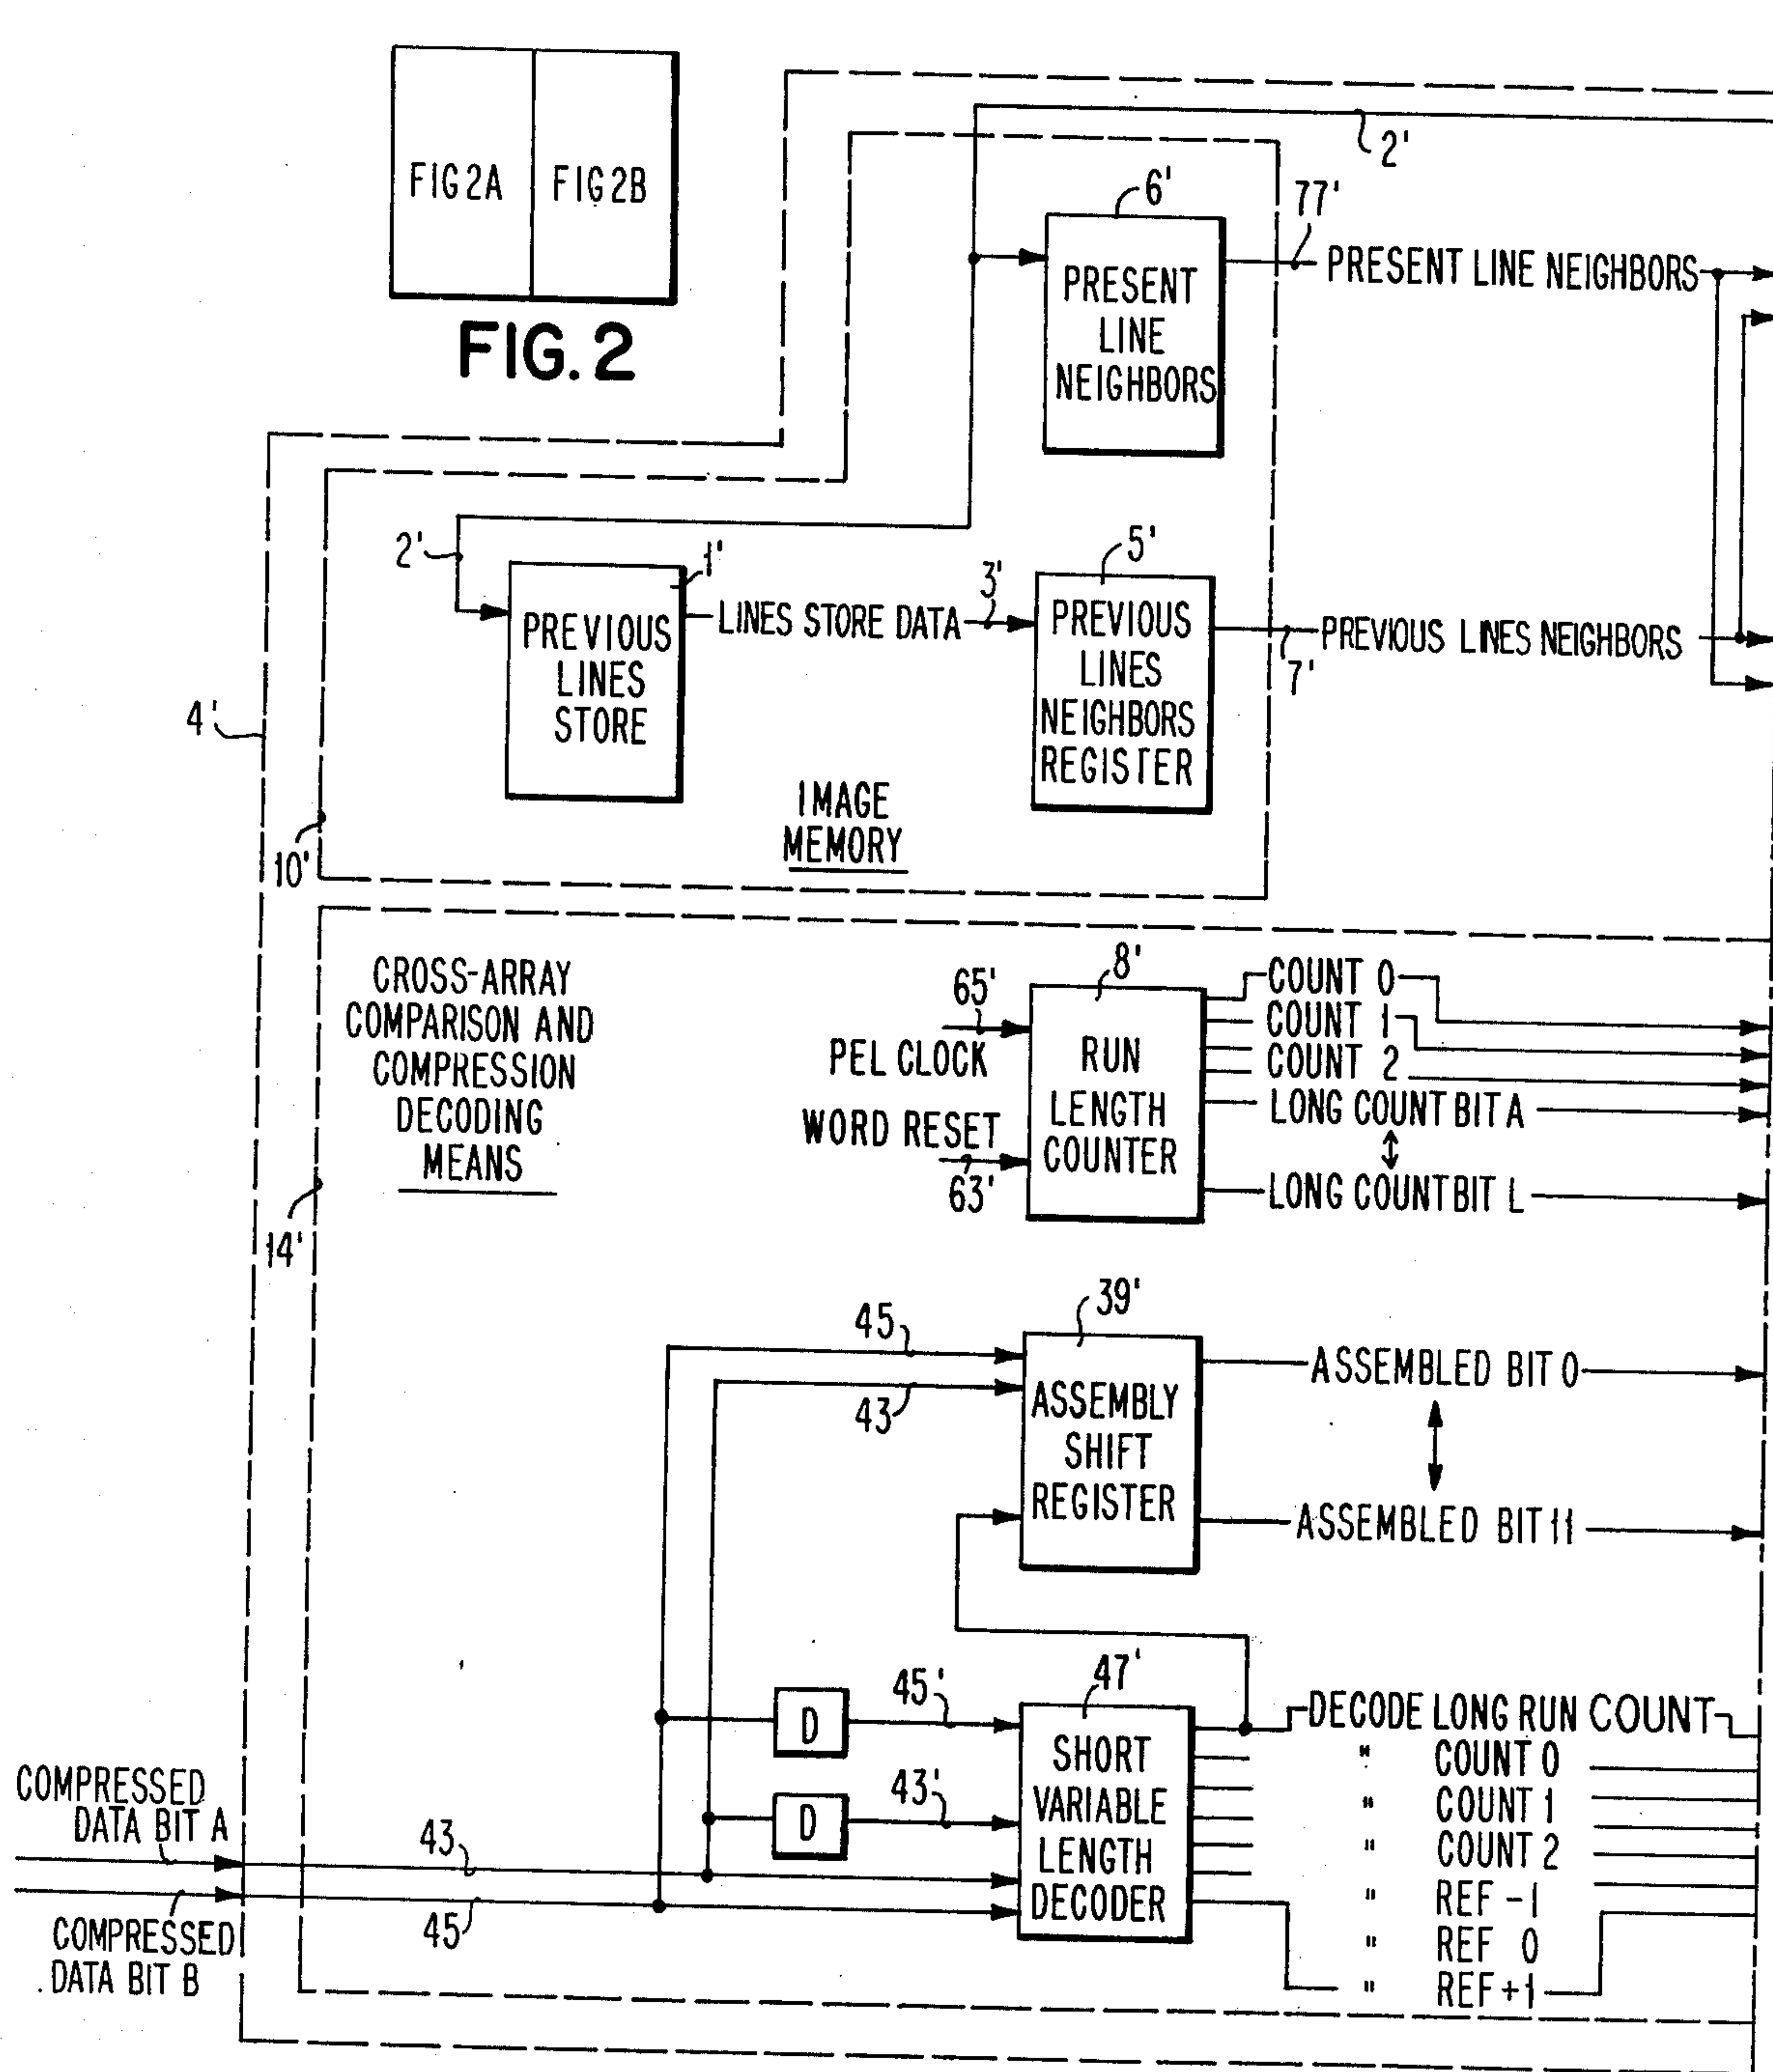 FIG 2A
FIG 2B
FIG. 2
2'
6'
77'
PRESENT
LINE
NEIGHBORS
PRESENT LINE NEIGHBORS
2'
1'
PREVIOUS
LINES
STORE
LINES STORE DATA
3'
5'
PREVIOUS
LINES
NEIGHBORS
REGISTER
7'
PREVIOUS LINES NEIGHBORS
4'
10'
IMAGE
MEMORY
CROSS-ARRAY
COMPARISON AND
COMPRESSION
DECODING
MEANS
14'
65'
PEL CLOCK
WORD RESET
63'
8'
RUN
LENGTH
COUNTER
COUNT 0
COUNT 1
COUNT 2
LONG COUNT BIT A
LONG COUNT BIT L
45
43
39'
ASSEMBLY
SHIFT
REGISTER
ASSEMBLED BIT 0
ASSEMBLED BIT 11
D
45'
D
43'
47'
SHORT
VARIABLE
LENGTH
DECODER
DECODE LONG RUN COUNT
" COUNT 0
" COUNT 1
" COUNT 2
" REF -1
" REF 0
" REF +1
COMPRESSED
DATA BIT A
43
45
COMPRESSED
DATA BIT B